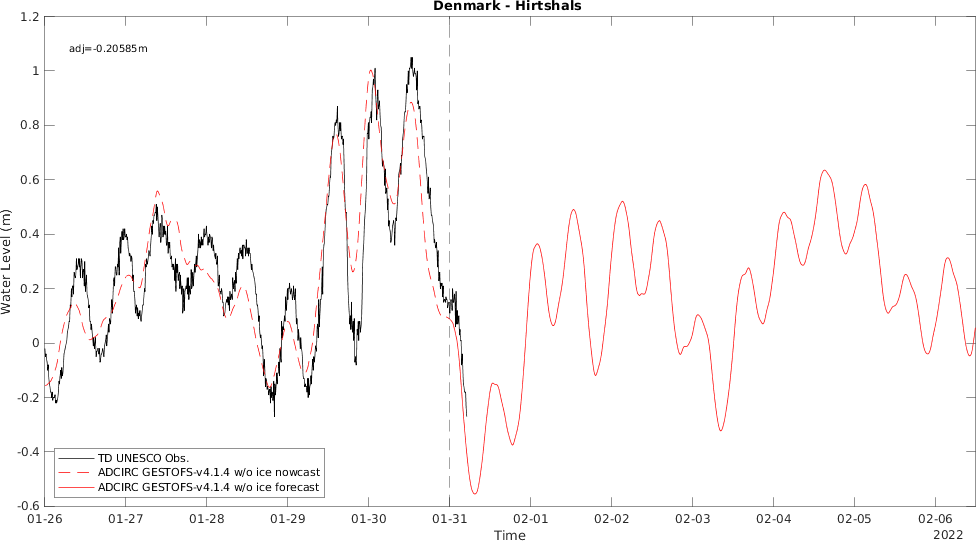 Denmark - Hirtshals
adj=-0.20585m
Water Level (m)
1.2
1
0.8
0.6
0.4
0.2
0
-0.2
-0.4
-0.6
TD UNESCO Obs.
ADCIRC GESTOFS-v4.1.4 w/o ice nowcast
ADCIRC GESTOFS-v4.1.4 w/o ice forecast
01-26 01-27 01-28 01-29 01-30 01-31 02-01 02-02 02-03 02-04 02-05 02-06
Time
2022